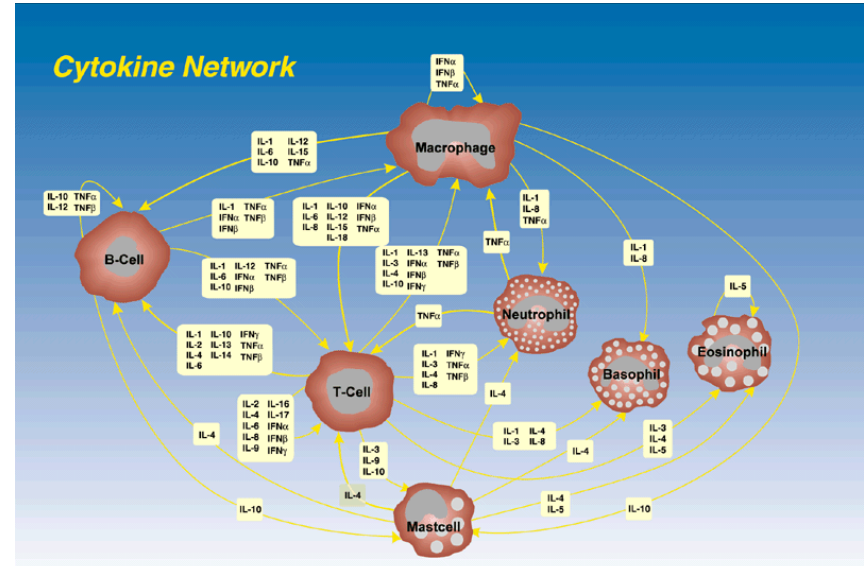 Cytokine Network
IFNα
IFNβ
TNFα
Macrophage
IL-1 IL-12
IL-6 IL-15
IL-10 TNFα
IL-10 TNFα
IL-12 TNFβ
B-Cell
IL-1 TNFα
IFNα TNFβ
IFNβ
IL-1 IL-10 IFNα
IL-6 IL-12 IFNβ
IL-8 IL-15 TNFα
IL-18
IL-1
IL-8
TNFα
TNFα
IL-1
IL-8
IL-1 IL-12 TNFα
IL-6 IFNα TNFβ
IL-10 IFNβ
IL-1 IL-13 TNFα
IL-3 IFNα TNFβ
IL-4 IFNβ
IL-10 IFNγ
IL-5
Neutrophil
TNFα
Eosinophil
Basophil
IL-1 IL-10 IFNγ
IL-2 IL-13 TNFα
IL-4 IL-14 TNFβ
IL-6
T-Cell
IL-1 IFNγ
IL-3 TNFα
IL-4 TNFβ
IL-8
IL-4
IL-2 IL-16
IL-4 IL-17
IL-6 IFNα
IL-8 IFNβ
IL-9 IFNγ
IL-4
IL-3
IL-9
IL-10
IL-1 IL-4
IL-3 IL-8
IL-4
IL-3
IL-4
IL-5
IL-4
IL-10
Mastcell
IL-4
IL-5
IL-10